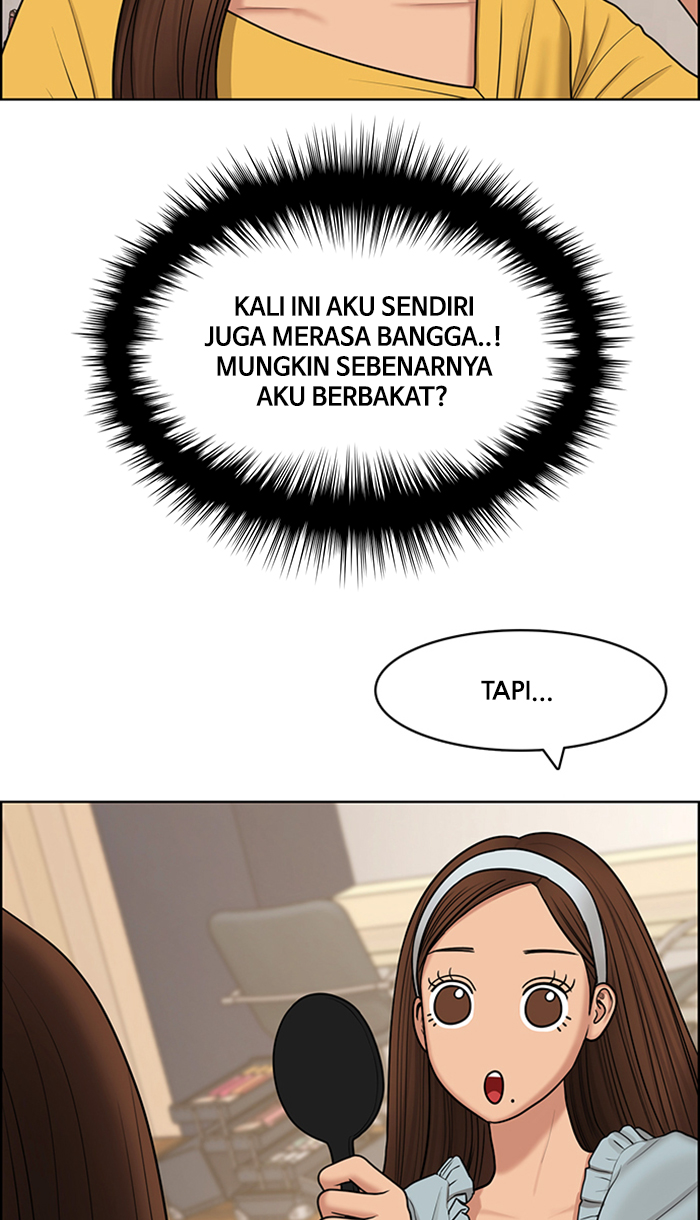 KALI INI AKU SENDIRI
JUGA MERASA BANGGA..!
MUNGKIN SEBENARNYA
AKU BERBAKAT?
TAPI...